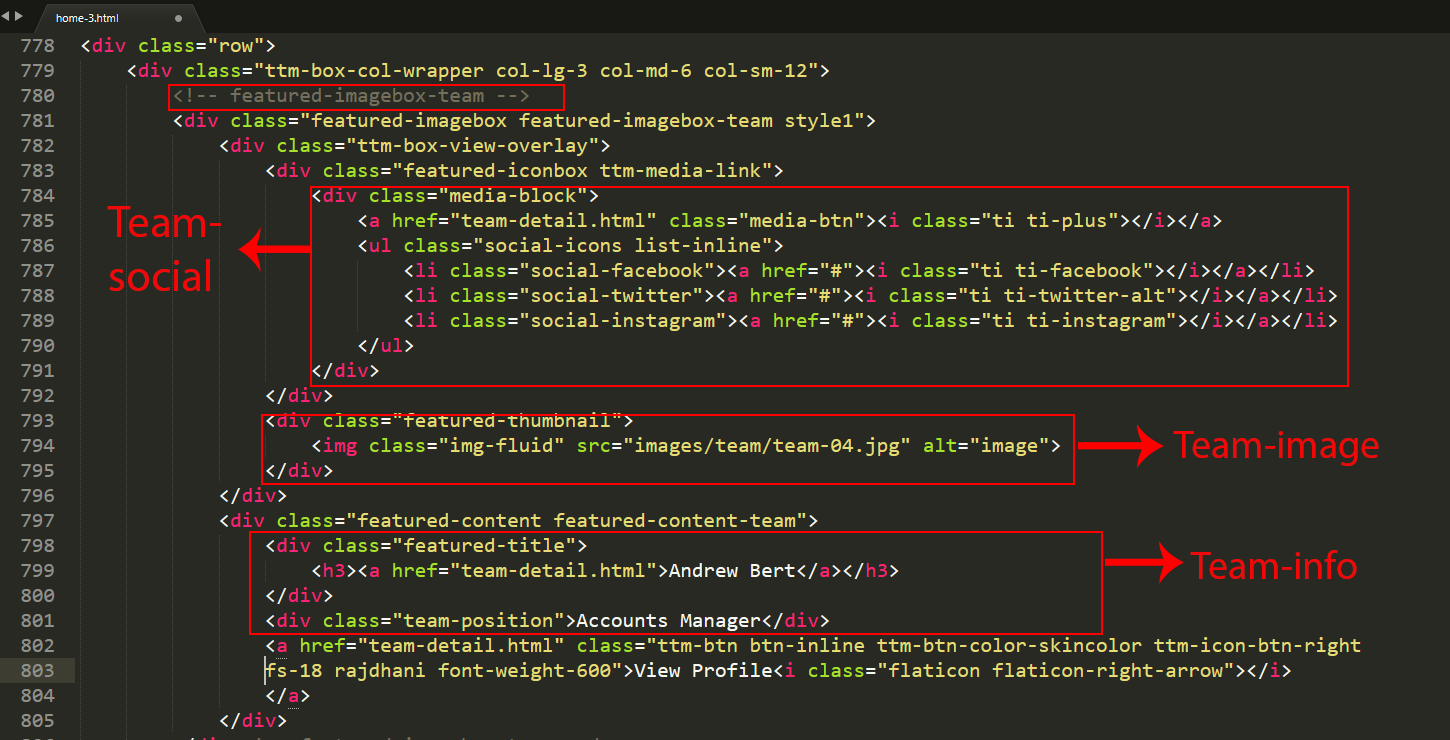 home-3.html
778 <div class="row">
779 <div class="ttm-box-col-wrapper col-lg-3 col-md-6 col-sm-12">
780 <!-- featured-imagebox-team -->
781 <div class="featured-imagebox featured-imagebox-team style1">
782 <div class="ttm-box-view-overlay">
783 <div class="featured-iconbox ttm-media-link">
784 <div class="media-block">
785 <a href="team-detail.html" class="media-btn"><i class="ti ti-plus"></i></a>
786 <ul class="social-icons list-inline">
787 <li class="social-facebook"><a href="#"><i class="ti ti-facebook"></i></a></li>
788 <li class="social-twitter"><a href="#"><i class="ti ti-twitter-alt"></i></a></li>
789 <li class="social-instagram"><a href="#"><i class="ti ti-instagram"></i></a></li>
790 </ul>
791 </div>
Team-
social
792 </div>
793 <div class="featured-thumbnail">
794 <img class="img-fluid" src="images/team/team-04.jpg" alt="image">
795 </div>
Team-image
796 </div>
797 <div class="featured-content featured-content-team">
798 <div class="featured-title">
799 <h3><a href="team-detail.html">Andrew Bert</a></h3>
800 </div>
801 <div class="team-position">Accounts Manager</div>
Team-info
802 <a href="team-detail.html" class="ttm-btn btn-inline ttm-btn-color-skincolor ttm-icon-btn-right
803 fs-18 rajdhani font-weight-600">View Profile<i class="flaticon flaticon-right-arrow"></i>
804 </a>
805 </div>